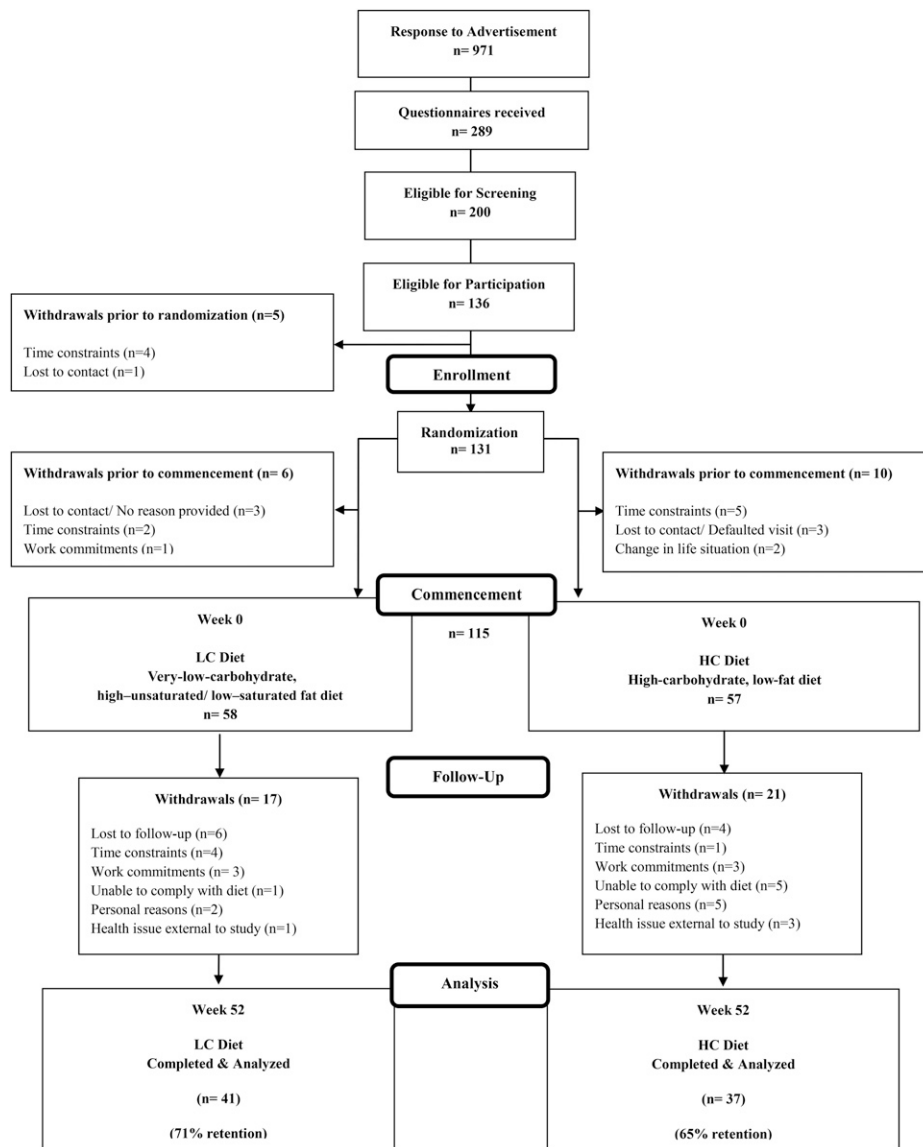 Response to Advertisement
n= 971
Questionnaires received
n= 289
Eligible for Screening
n= 200
Eligible for Participation
n= 136
Withdrawals prior to randomization (n=5)
Time constraints (n=4)
Lost to contact (n=1)
Enrollment
Randomization
n= 131
Withdrawals prior to commencement (n= 6)
Lost to contact/ No reason provided (n=3)
Time constraints (n=2)
Work commitments (n=1)
Withdrawals prior to commencement (n= 10)
Time constraints (n=5)
Lost to contact/ Defaulted visit (n=3)
Change in life situation (n=2)
Commencement
n= 115
Week 0
LC Diet
Very-low-carbohydrate,
high–unsaturated/ low–saturated fat diet
n= 58
Week 0
HC Diet
High-carbohydrate, low-fat diet
n= 57
Follow-Up
Withdrawals (n= 17)
Lost to follow-up (n=6)
Time constraints (n=4)
Work commitments (n= 3)
Unable to comply with diet (n=1)
Personal reasons (n=2)
Health issue external to study (n=1)
Withdrawals (n= 21)
Lost to follow-up (n=4)
Time constraints (n=1)
Work commitments (n=3)
Unable to comply with diet (n=5)
Personal reasons (n=5)
Health issue external to study (n=3)
Analysis
Week 52
LC Diet
Completed & Analyzed
(n= 41)
(71% retention)
Week 52
HC Diet
Completed & Analyzed
(n= 37)
(65% retention)